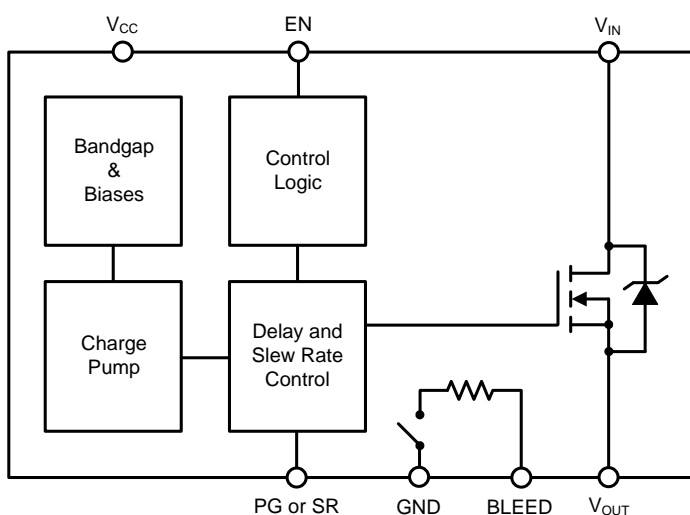 VCC
EN
VIN
Bandgap
&
Biases
Control
Logic
Charge
Pump
Delay and
Slew Rate
Control
PG or SR
GND
BLEED
VOUT